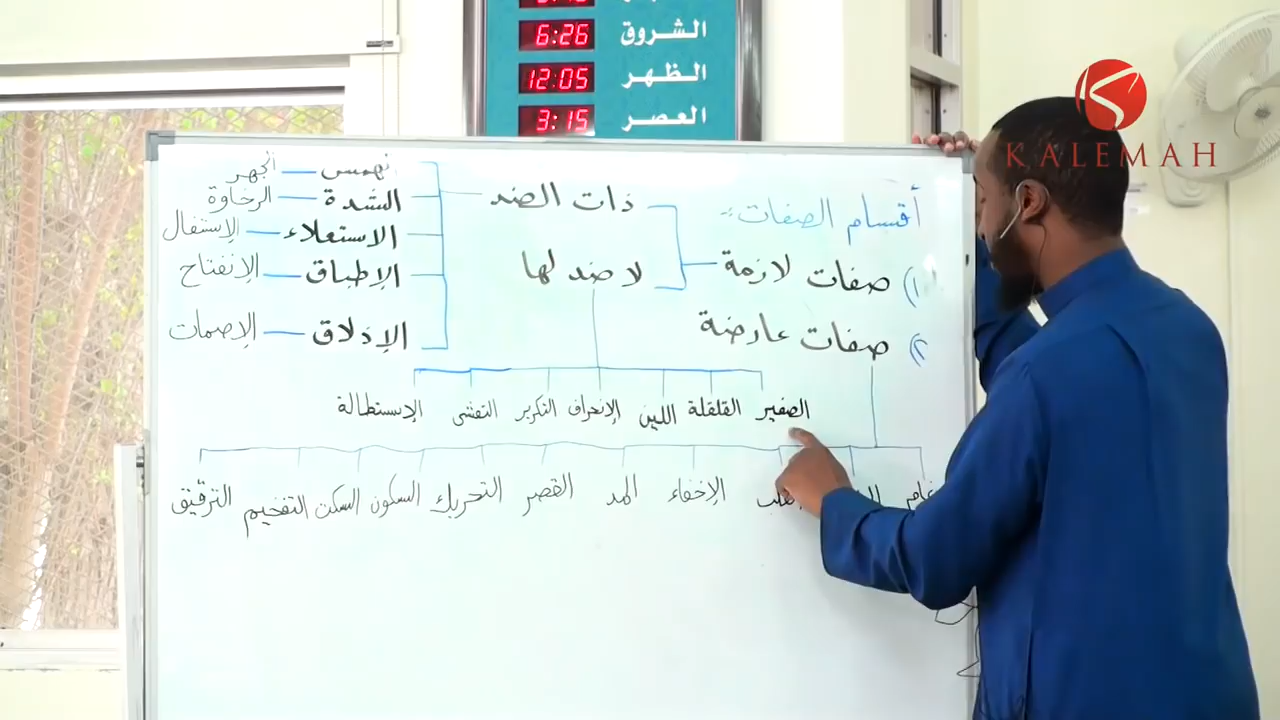 الشروق 6:26
الظهر 12:05
العصر 3:15
KALEMAH
أقسام الصفات :-
١) صفات لازمة
ذات الضد
لا ضد لها
الهمس — الجهر
الشدة — الرخاوة
الاستعلاء — الإستفال
الإطباق — الإنفتاح
الإذلاق — الإصمات
٢) صفات عارضة
الصفير القلقلة اللين الإنحراف التكرير التفشي الإستطالة
القلب الإخفاء المد القصر التحريك السكون السكت التفخيم الترقيق